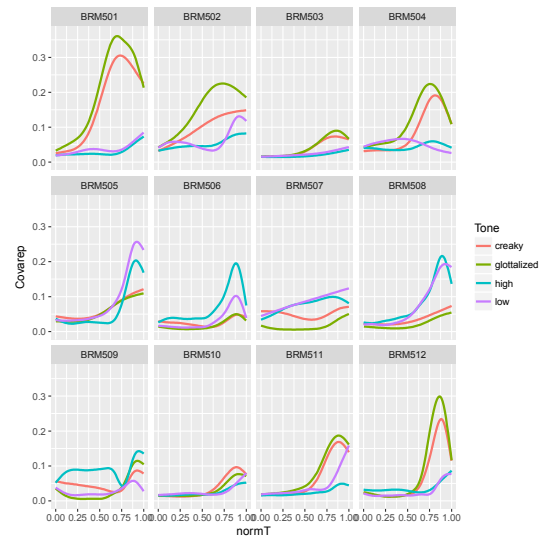 BRM501 BRM502 BRM503 BRM504
0.3
0.2
0.1
0.0
BRM505 BRM506 BRM507 BRM508
0.3
0.2
0.1
0.0
BRM509 BRM510 BRM511 BRM512
0.3
0.2
0.1
0.0
0.00 0.25 0.50 0.75 1.00 0.00 0.25 0.50 0.75 1.00 0.00 0.25 0.50 0.75 1.00 0.00 0.25 0.50 0.75 1.00
normT
Covarep
Tone
creaky
glottalized
high
low